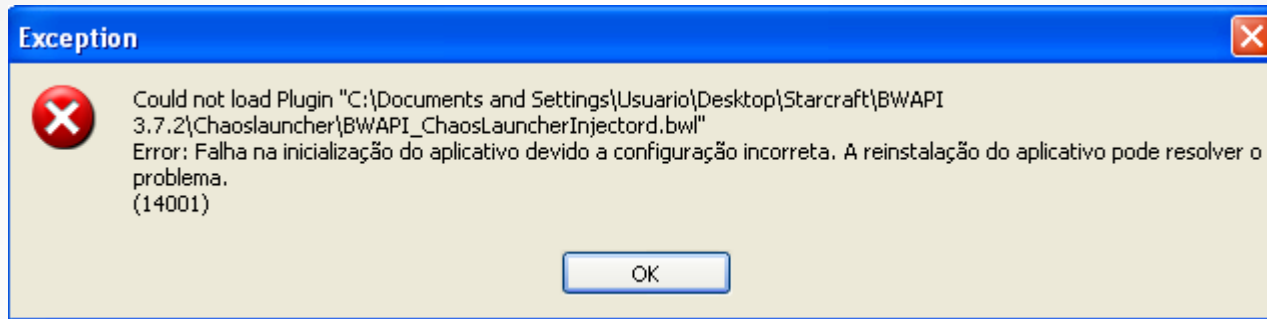 Exception
Could not load Plugin "C:\Documents and Settings\Usuario\Desktop\Starcraft\BWAPI
3.7.2\Chaoslauncher\BWAPI_ChaosLauncherInjectord.bwl"
Error: Falha na inicialização do aplicativo devido a configuração incorreta. A reinstalação do aplicativo pode resolver o
problema.
(14001)
OK